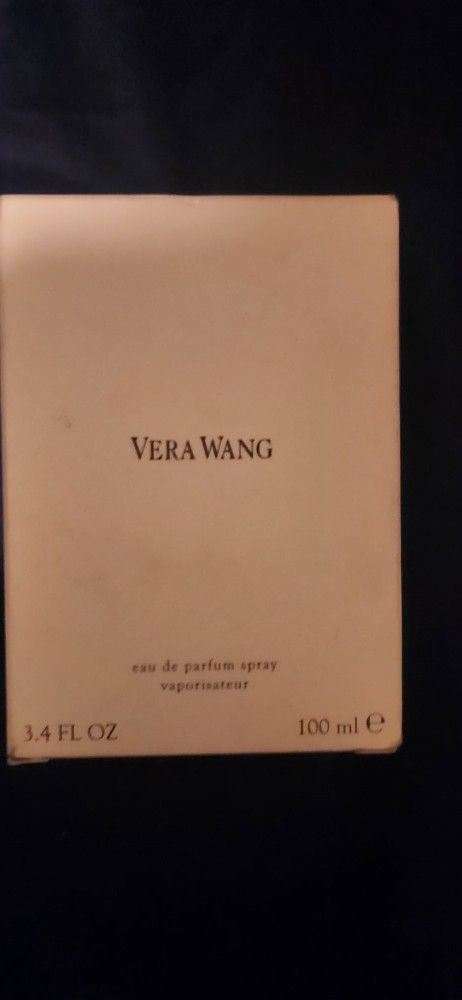 VERA WANG
eau de parfum spray
vaporisateur
3.4 FL OZ
100 ml ℮